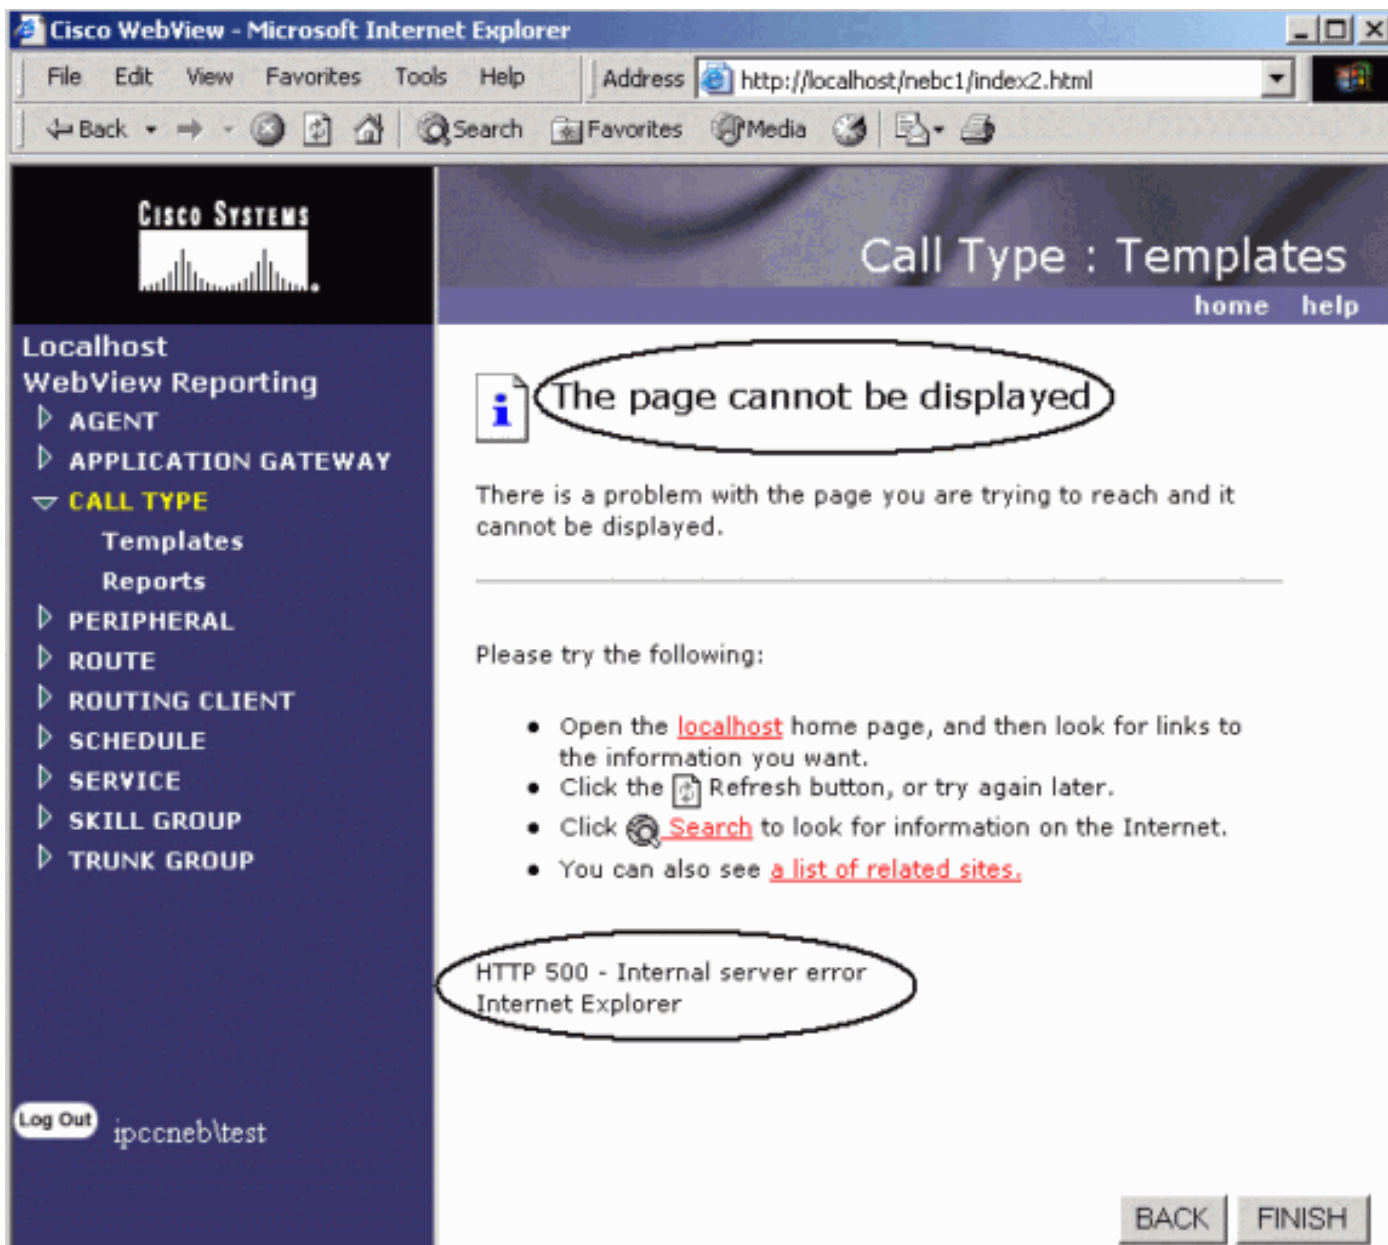 Cisco WebView - Microsoft Internet Explorer
File Edit View Favorites Tools Help Address http://localhost/nebc1/index2.html
Back Search Favorites Media
CISCO SYSTEMS
Call Type : Templates
home help
Localhost
WebView Reporting
AGENT
APPLICATION GATEWAY
CALL TYPE
Templates
Reports
PERIPHERAL
ROUTE
ROUTING CLIENT
SCHEDULE
SERVICE
SKILL GROUP
TRUNK GROUP
Log Out ipccneb\test
The page cannot be displayed
There is a problem with the page you are trying to reach and it
cannot be displayed.
Please try the following:
Open the localhost home page, and then look for links to
the information you want.
Click the Refresh button, or try again later.
Click Search to look for information on the Internet.
You can also see a list of related sites.
HTTP 500 - Internal server error
Internet Explorer
BACK FINISH